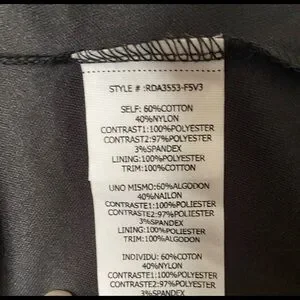 STYLE # :RDA3553-F5V3
SELF: 60%COTTON
40%NYLON
CONTRAST1:100%POLYESTER
CONTRAST2:97%POLYESTER
3%SPANDEX
LINING:100%POLYESTER
TRIM:100%COTTON
UNO MISMO:60%ALGODON
40%NAILON
CONTRASTE1:100%POLIESTER
CONTRASTE2:97%POLIESTER
3%SPANDEX
LINING:100%POLIESTER
TRIM:100%ALGODON
INDIVIDU: 60%COTON
40%NYLON
CONTRASTE1:100%POLYESTER
CONTRASTE2:97%POLYESTER
3%SPANDEX